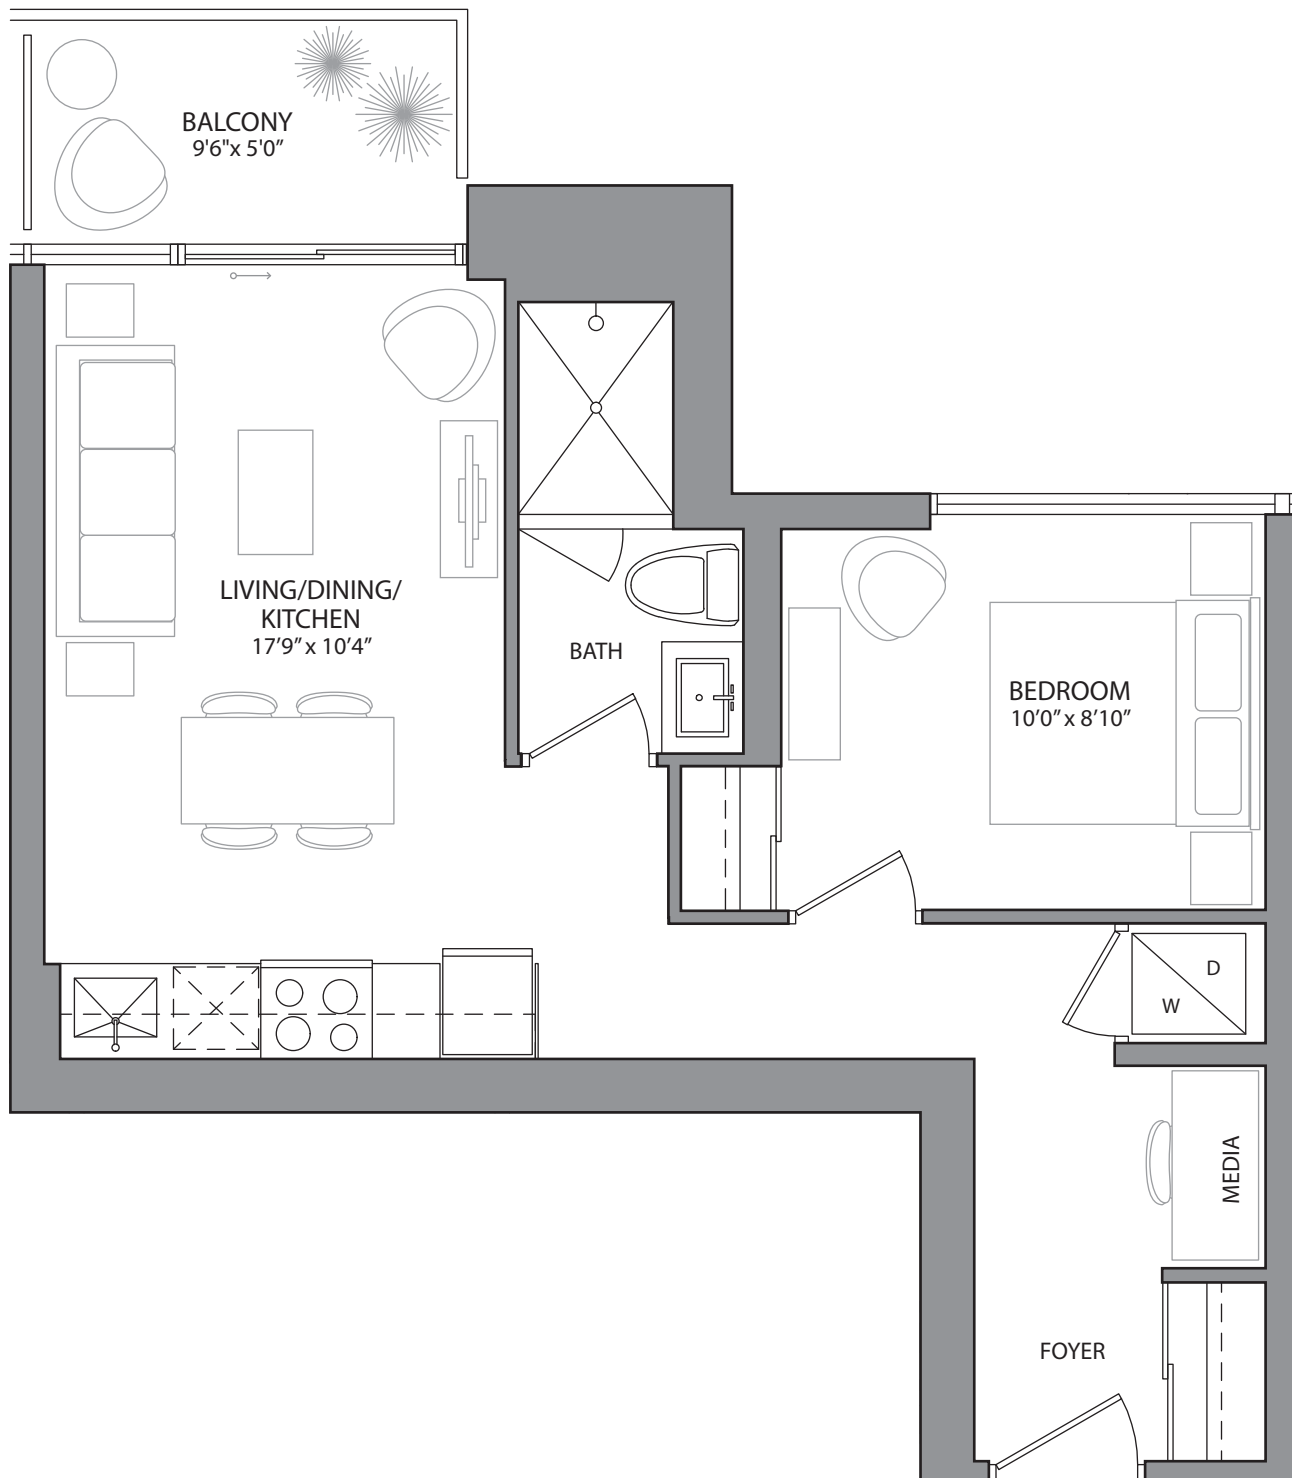 BALCONY
9'6"x 5'0”
LIVING/DINING/
KITCHEN
17’9” x 10’4”
BATH
BEDROOM
10’0” x 8’10”
D
W
MEDIA
FOYER